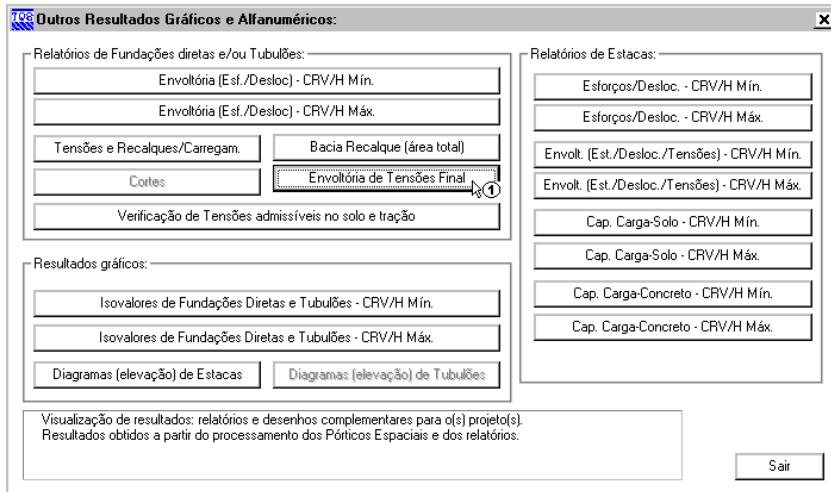 TQS Outros Resultados Gráficos e Alfanuméricos:
Relatórios de Fundações diretas e/ou Tubulões:
Envoltória (Esf./Desloc) - CRV/H Mín.
Envoltória (Esf./Desloc) - CRV/H Máx.
Tensões e Recalques/Carregam.
Bacia Recalque (área total)
Cortes
Envoltória de Tensões Final
1
Verificação de Tensões admissíveis no solo e tração
Resultados gráficos:
Isovalores de Fundações Diretas e Tubulões - CRV/H Mín.
Isovalores de Fundações Diretas e Tubulões - CRV/H Máx.
Diagramas (elevação) de Estacas
Diagramas (elevação) de Tubulões
Relatórios de Estacas:
Esforços/Desloc. - CRV/H Mín.
Esforços/Desloc. - CRV/H Máx.
Envolt. (Est./Desloc./Tensões) - CRV/H Mín.
Envolt. (Est./Desloc./Tensões) - CRV/H Máx.
Cap. Carga-Solo - CRV/H Mín.
Cap. Carga-Solo - CRV/H Máx.
Cap. Carga-Concreto - CRV/H Mín.
Cap. Carga-Concreto - CRV/H Máx.
Visualização de resultados: relatórios e desenhos complementares para o(s) projeto(s).
Resultados obtidos a partir do processamento dos Pórticos Espaciais e dos relatórios.
Sair